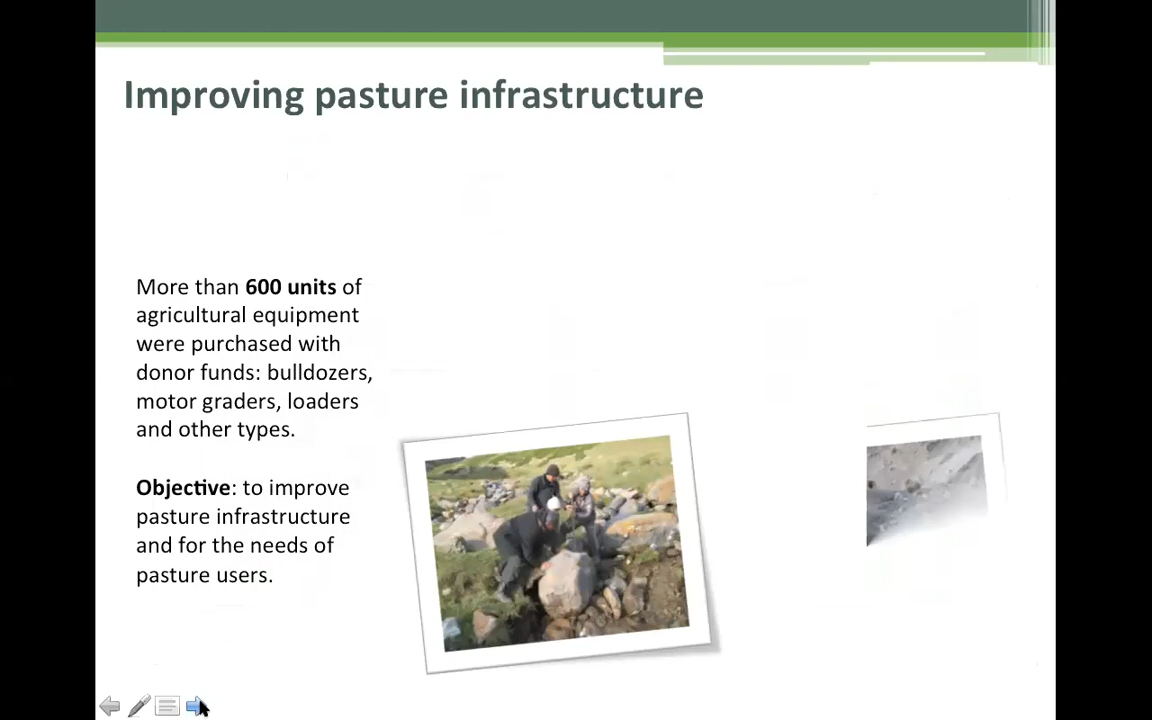 Improving pasture infrastructure
More than 600 units of
agricultural equipment
were purchased with
donor funds: bulldozers,
motor graders, loaders
and other types.
Objective: to improve
pasture infrastructure
and for the needs of
pasture users.